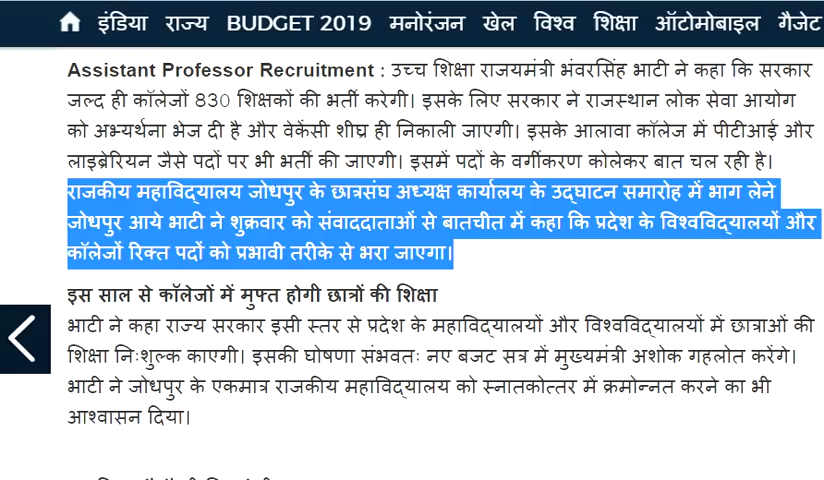 इंडिया राज्य BUDGET 2019 मनोरंजन खेल विश्व शिक्षा ऑटोमोबाइल गैजेट
Assistant Professor Recruitment : उच्च शिक्षा राजयमंत्री भंवरसिंह भाटी ने कहा कि सरकार
जल्द ही कॉलेजों 830 शिक्षकों की भर्ती करेगी। इसके लिए सरकार ने राजस्थान लोक सेवा आयोग
को अभ्यर्थना भेज दी है और वेकेंसी शीघ्र ही निकाली जाएगी। इसके आलावा कॉलेज में पीटीआई और
लाइब्रेरियन जैसे पदों पर भी भर्ती की जाएगी। इसमें पदों के वर्गीकरण कोलेकर बात चल रही है।
राजकीय महाविद्यालय जोधपुर के छात्रसंघ अध्यक्ष कार्यालय के उद्घाटन समारोह में भाग लेने
जोधपुर आये भाटी ने शुक्रवार को संवाददाताओं से बातचीत में कहा कि प्रदेश के विश्वविद्यालयों और
कॉलेजों रिक्त पदों को प्रभावी तरीके से भरा जाएगा।
इस साल से कॉलेजों में मुफ्त होगी छात्रों की शिक्षा
भाटी ने कहा राज्य सरकार इसी स्तर से प्रदेश के महाविद्यालयों और विश्वविद्यालयों में छात्राओं की
शिक्षा निःशुल्क काएगी। इसकी घोषणा संभवतः नए बजट सत्र में मुख्यमंत्री अशोक गहलोत करेंगे।
भाटी ने जोधपुर के एकमात्र राजकीय महाविद्यालय को स्नातकोत्तर में क्रमोन्नत करने का भी
आश्वासन दिया।